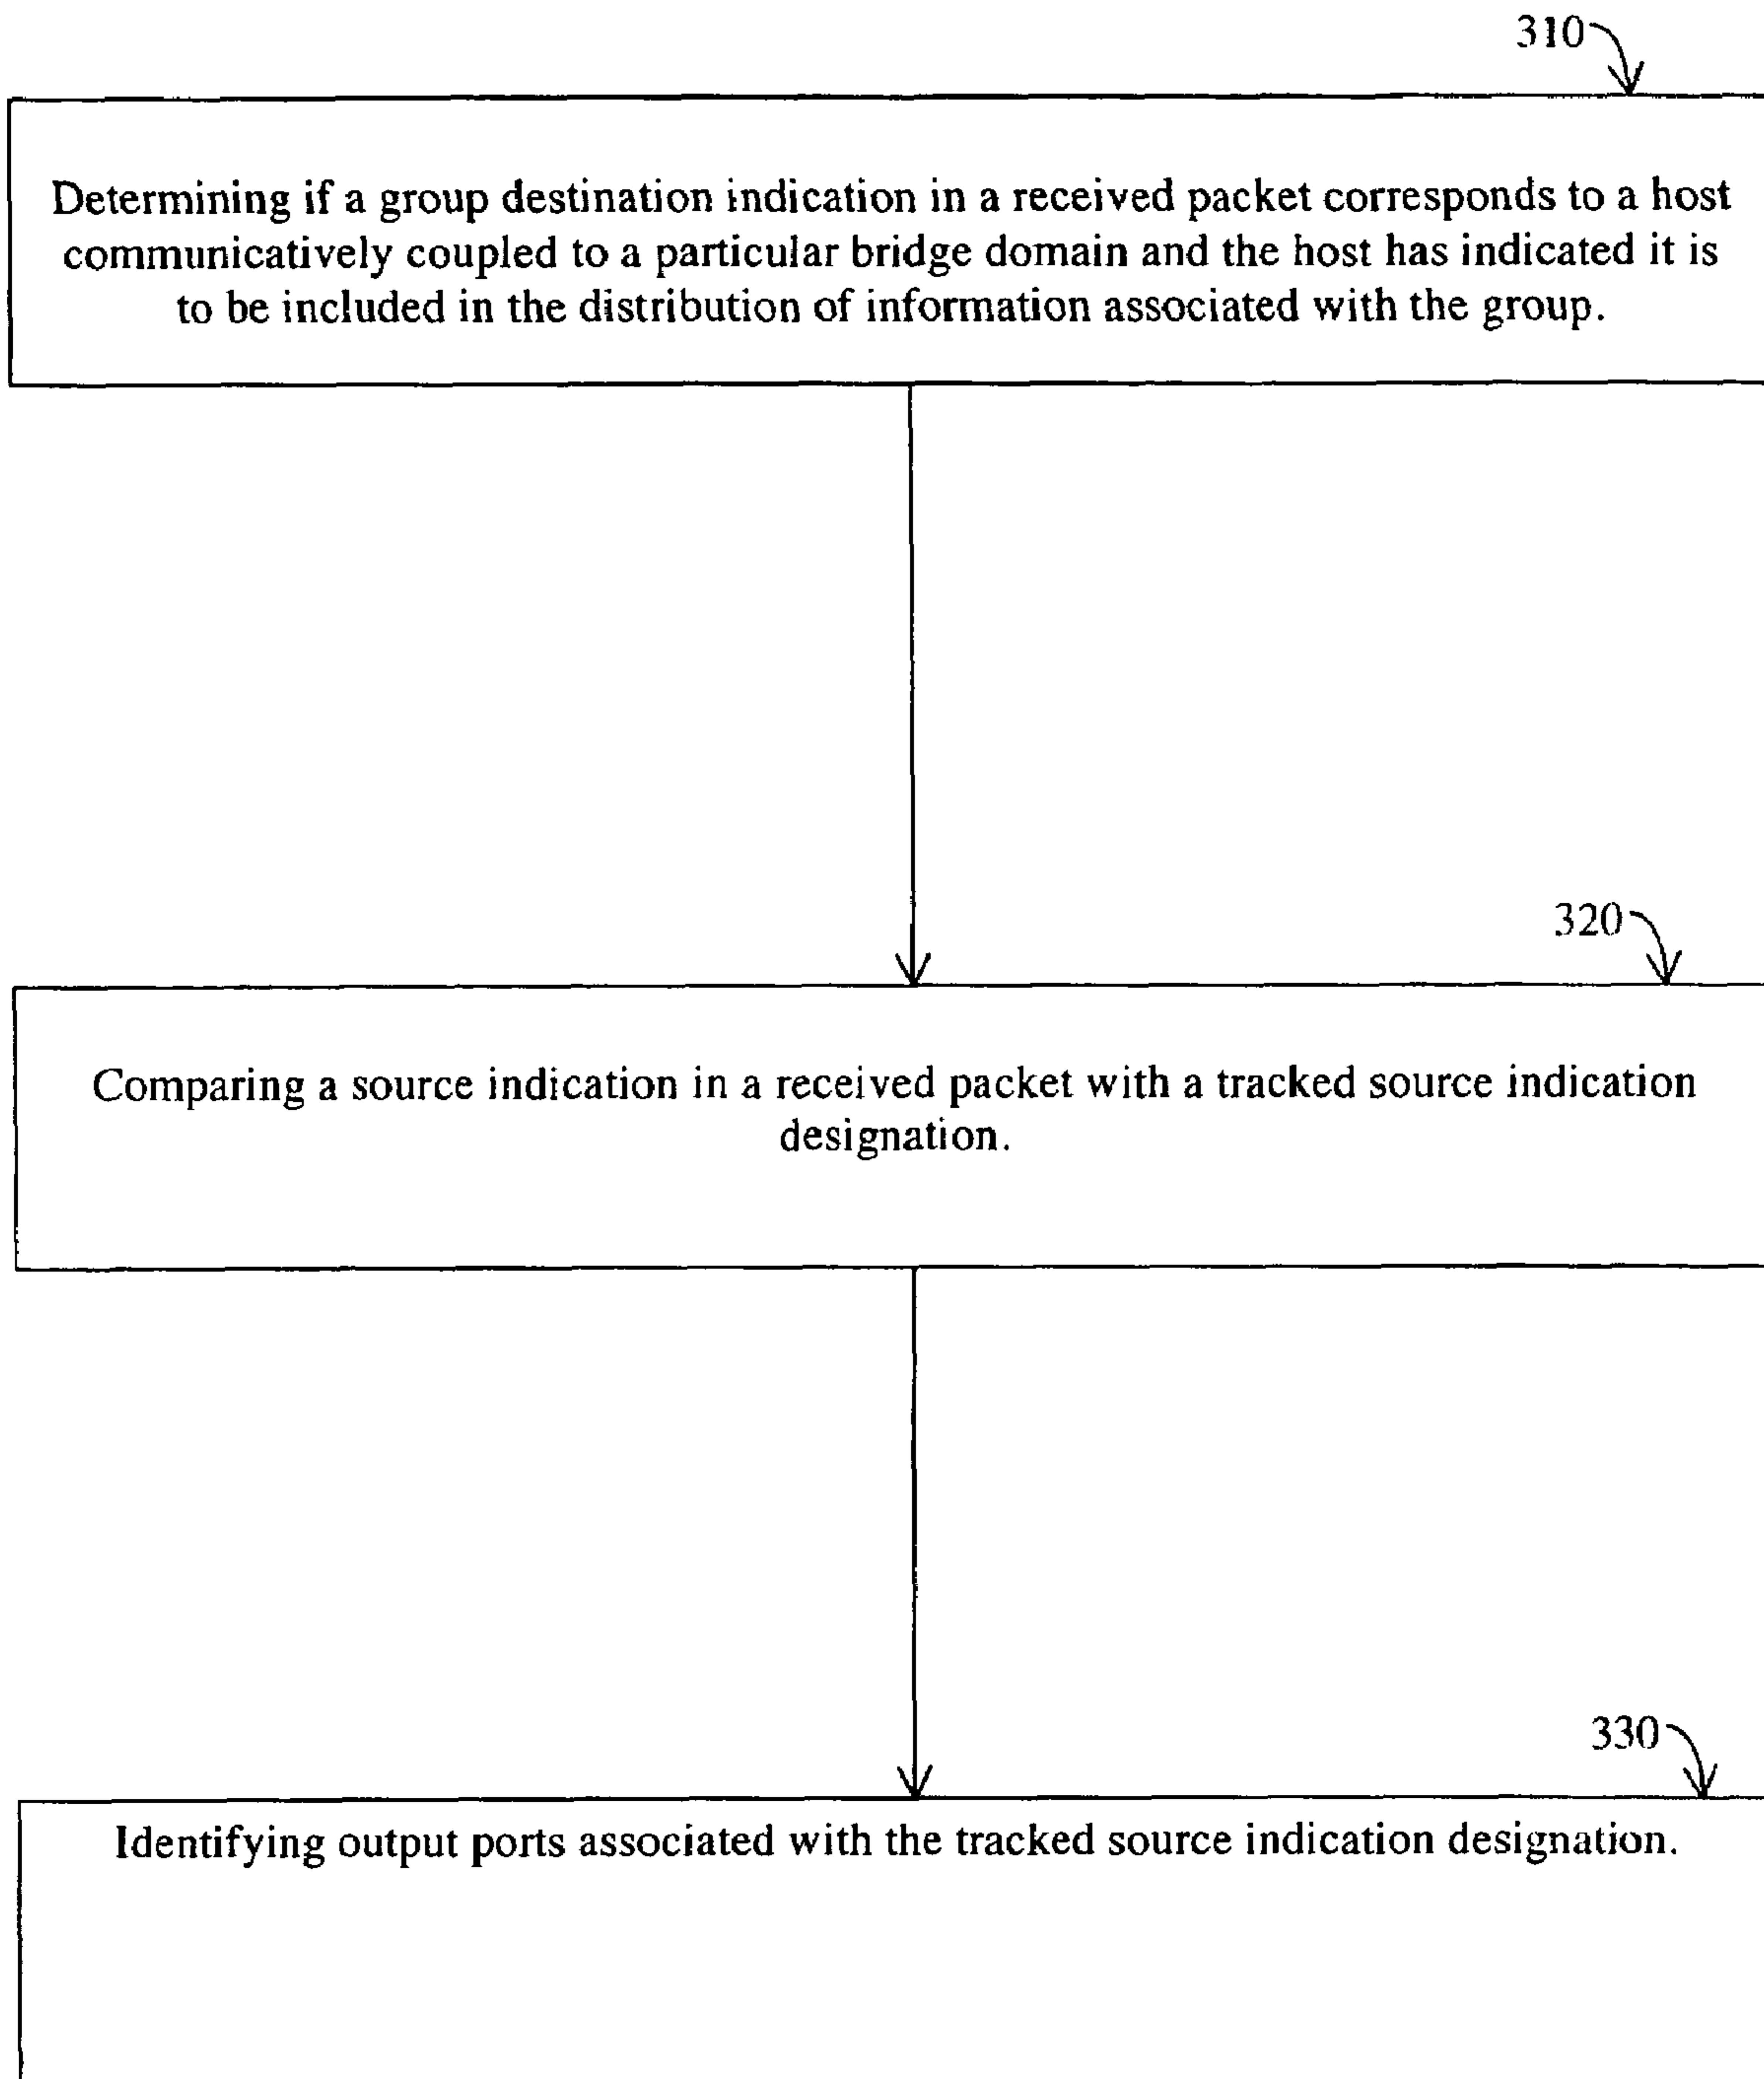 310
Determining if a group destination indication in a received packet corresponds to a host
communicatively coupled to a particular bridge domain and the host has indicated it is
to be included in the distribution of information associated with the group.
320
Comparing a source indication in a received packet with a tracked source indication
designation.
330
Identifying output ports associated with the tracked source indication designation.